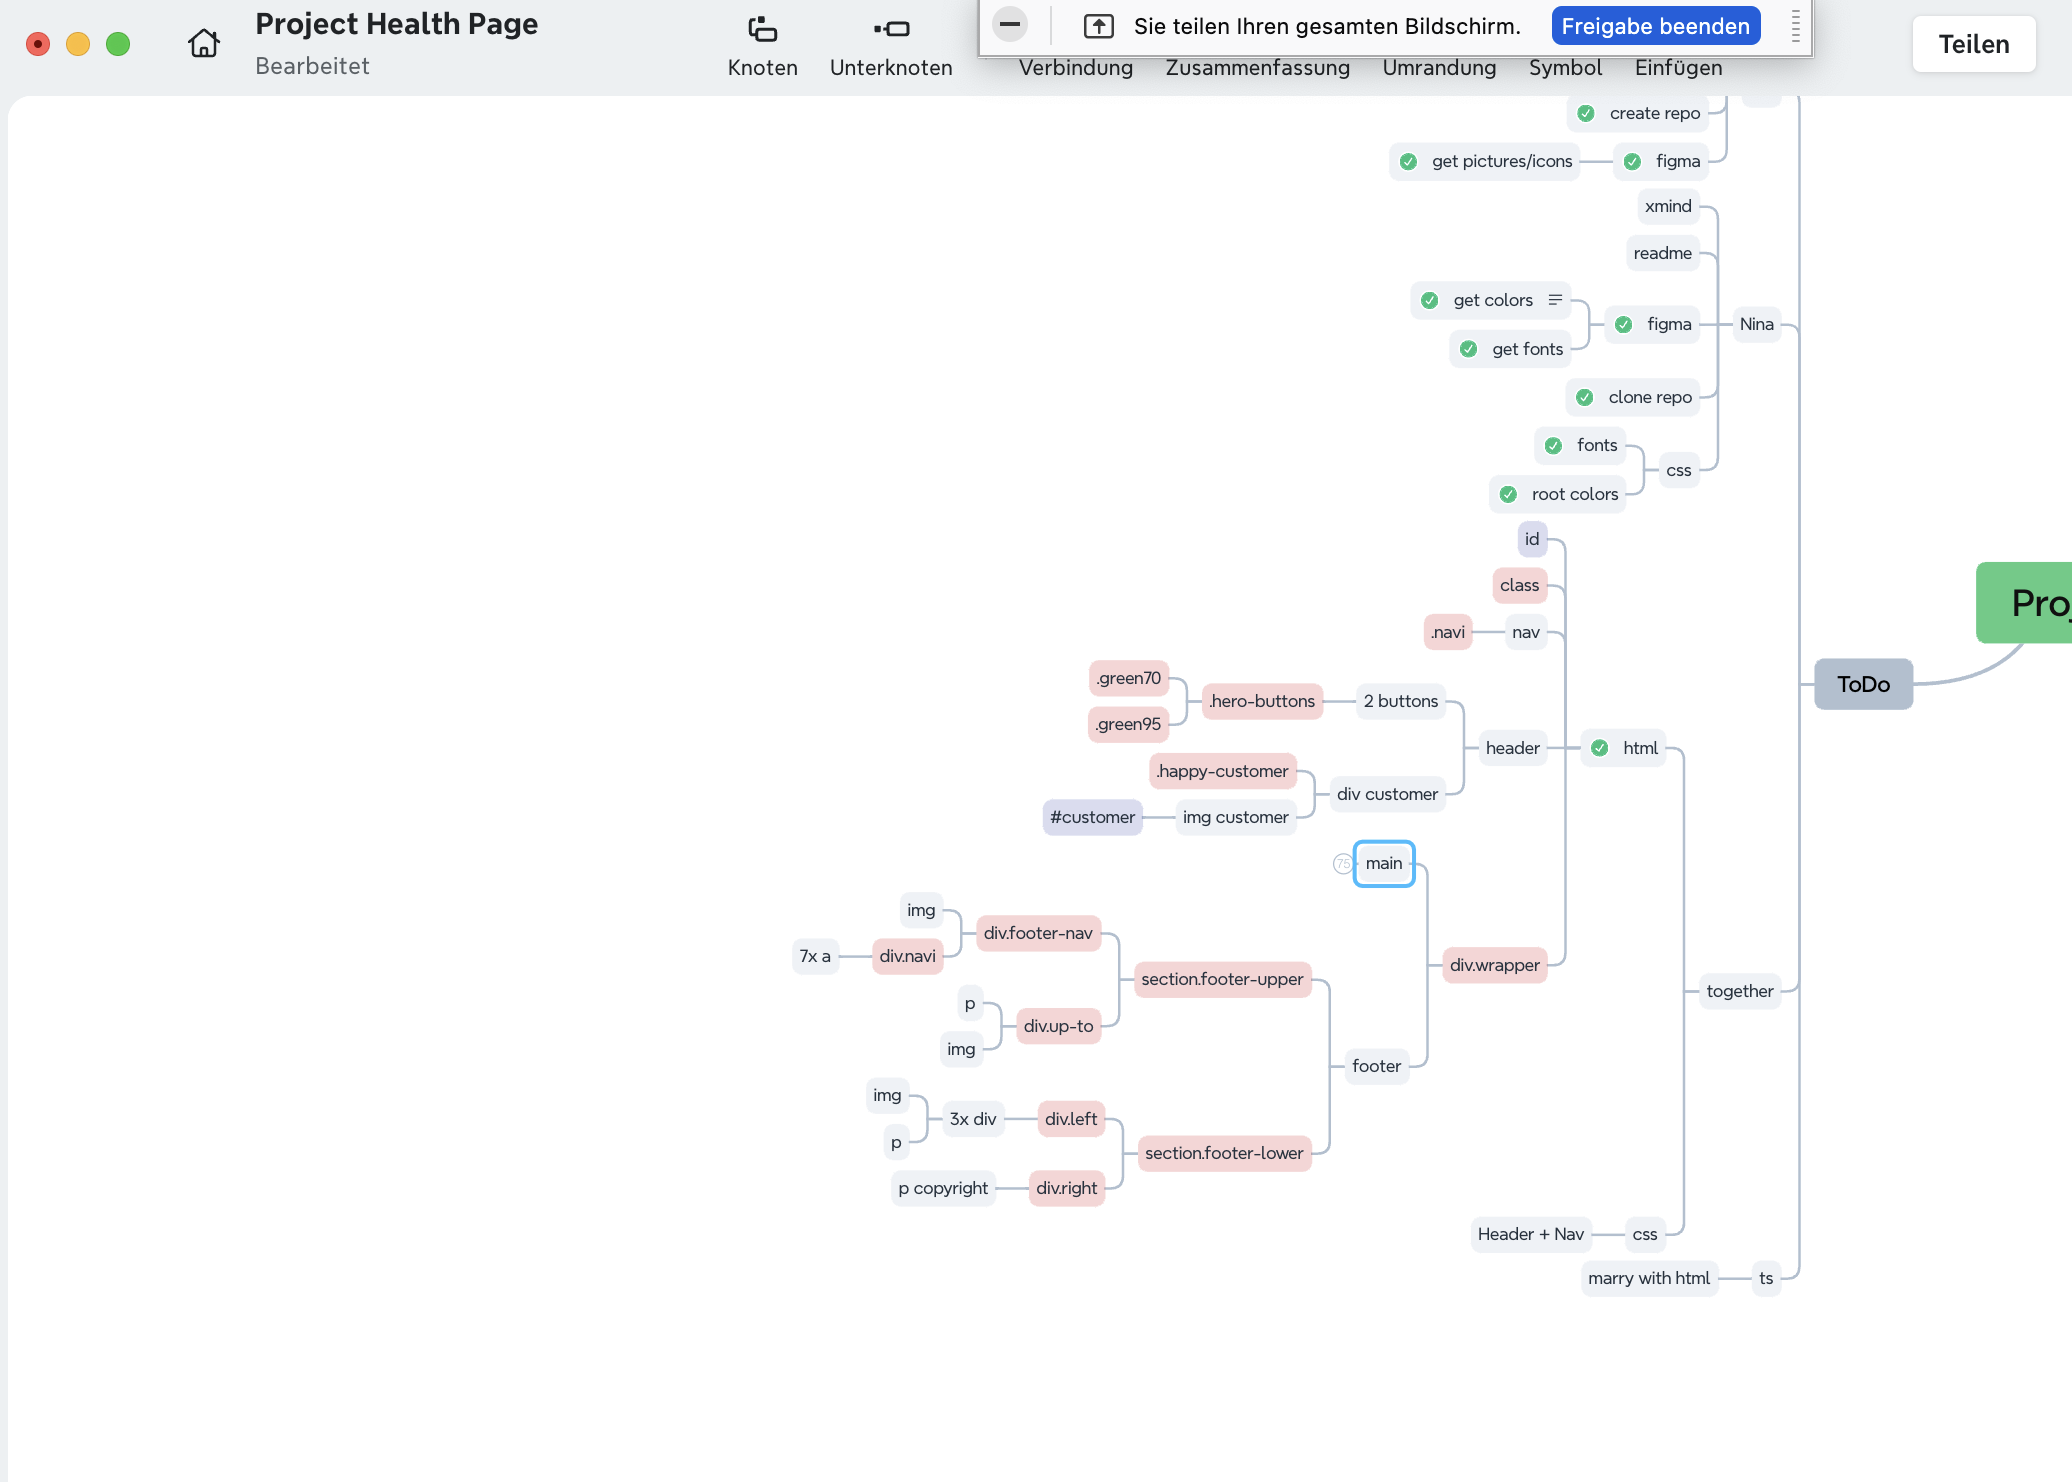 Project Health Page
Bearbeitet
Knoten
Unterknoten
Sie teilen Ihren gesamten Bildschirm.
Freigabe beenden
Verbindung
Zusammenfassung
Umrandung
Symbol
Einfügen
Teilen
create repo
get pictures/icons
figma
xmind
readme
get colors
figma
Nina
get fonts
clone repo
fonts
css
root colors
id
class
.navi
nav
.green70
.hero-buttons
2 buttons
.green95
header
html
.happy-customer
div customer
#customer
img customer
75
main
img
div.footer-nav
7x a
div.navi
section.footer-upper
div.wrapper
p
div.up-to
img
footer
together
img
3x div
div.left
p
section.footer-lower
p copyright
div.right
Header + Nav
css
marry with html
ts
ToDo